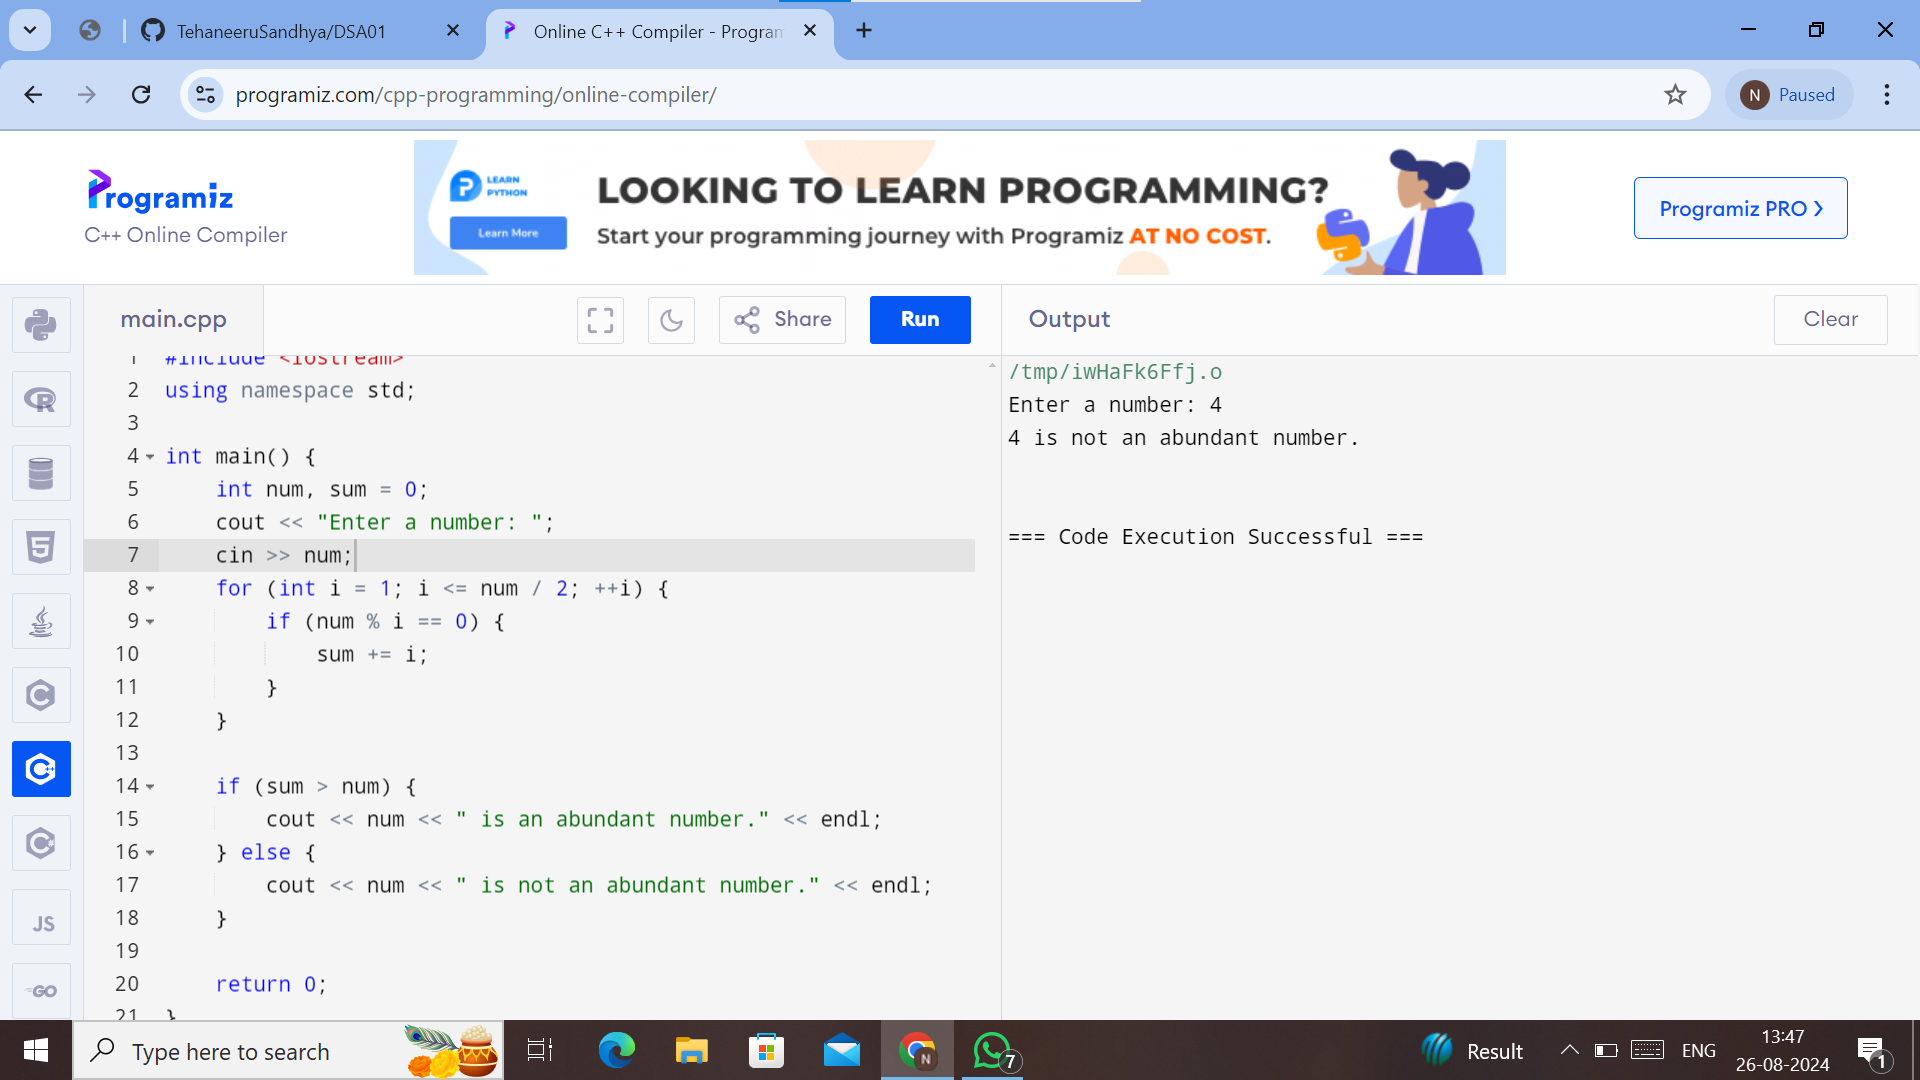 TehaneeruSandhya/DSA01
Online C++ Compiler - Program
programiz.com/cpp-programming/online-compiler/
N
Paused
Programiz
C++ Online Compiler
LEARN
PYTHON
Learn More
LOOKING TO LEARN PROGRAMMING?
Start your programming journey with Programiz AT NO COST.
Programiz PRO
main.cpp
Share
Run
Output
Clear
1 #include <iostream>
2 using namespace std;
3
4 int main() {
5 int num, sum = 0;
6 cout << "Enter a number: ";
7 cin >> num;
8 for (int i = 1; i <= num / 2; ++i) {
9 if (num % i == 0) {
10 sum += i;
11 }
12 }
13
14 if (sum > num) {
15 cout << num << " is an abundant number." << endl;
16 } else {
17 cout << num << " is not an abundant number." << endl;
18 }
19
20 return 0;
21 }
/tmp/iwHaFk6Ffj.o
Enter a number: 4
4 is not an abundant number.
=== Code Execution Successful ===
JS
GO
Type here to search
N
7
Result
ENG
13:47
26-08-2024
1